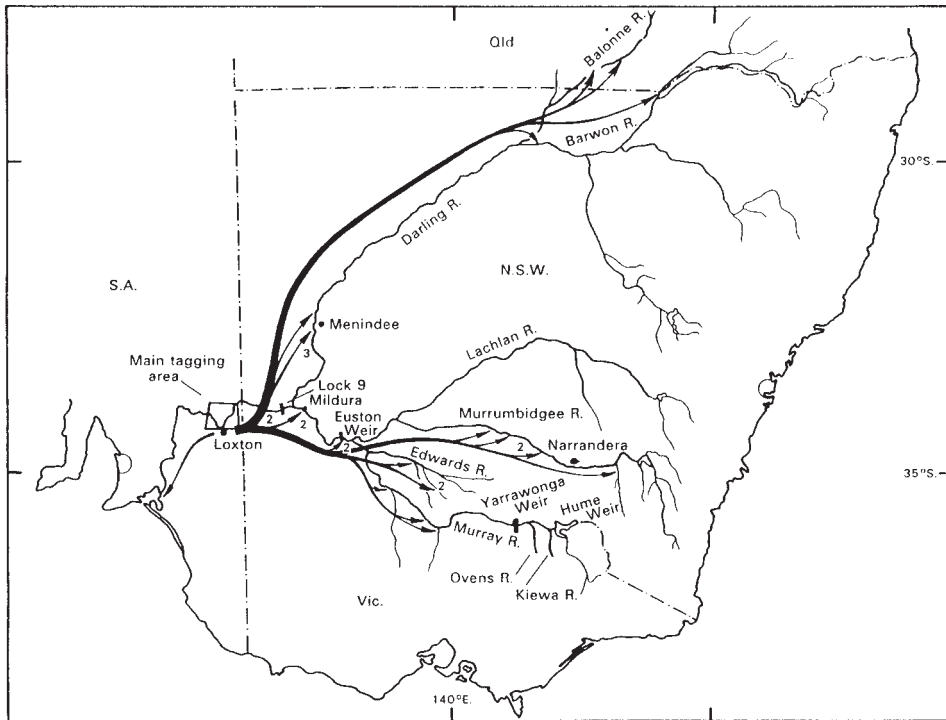 Qld
Balonne R.
Barwon R.
30°S.
Darling R.
N.S.W.
S.A.
Menindee
Lachlan R.
Main tagging
area
3
Lock 9
Mildura
Euston
Weir
Murrumbidgee R.
2
2
2
2
Narrandera
Loxton
Edwards R.
35°S.
2
Yarrawonga
Weir
Hume
Weir
Murray R.
Ovens R.
Kiewa R.
Vic.
140°E.